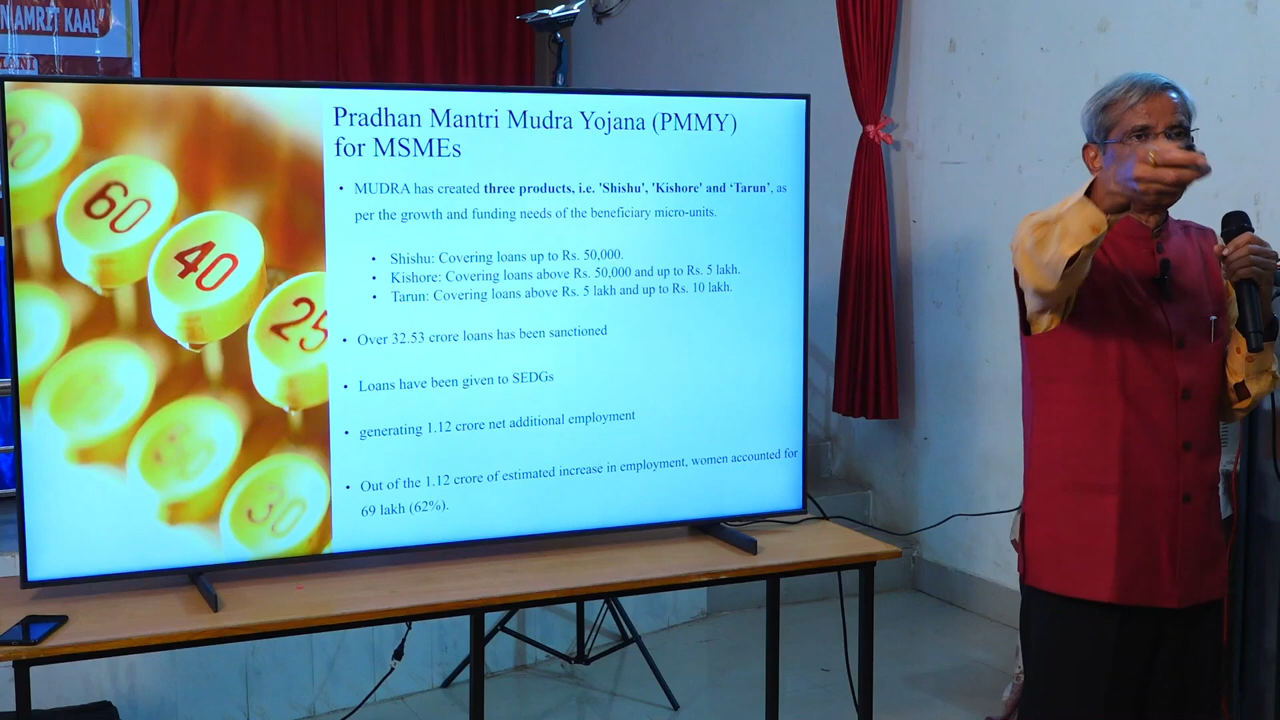 N AMRIT KAAL"
MANI
Pradhan Mantri Mudra Yojana (PMMY)
for MSMEs
• MUDRA has created three products, i.e. 'Shishu', 'Kishore' and ‘Tarun’, as
per the growth and funding needs of the beneficiary micro-units.
• Shishu: Covering loans up to Rs. 50,000.
• Kishore: Covering loans above Rs. 50,000 and up to Rs. 5 lakh.
• Tarun: Covering loans above Rs. 5 lakh and up to Rs. 10 lakh.
• Over 32.53 crore loans has been sanctioned
• Loans have been given to SEDGs
• generating 1.12 crore net additional employment
• Out of the 1.12 crore of estimated increase in employment, women accounted for
69 lakh (62%).
80
60
40
25
30